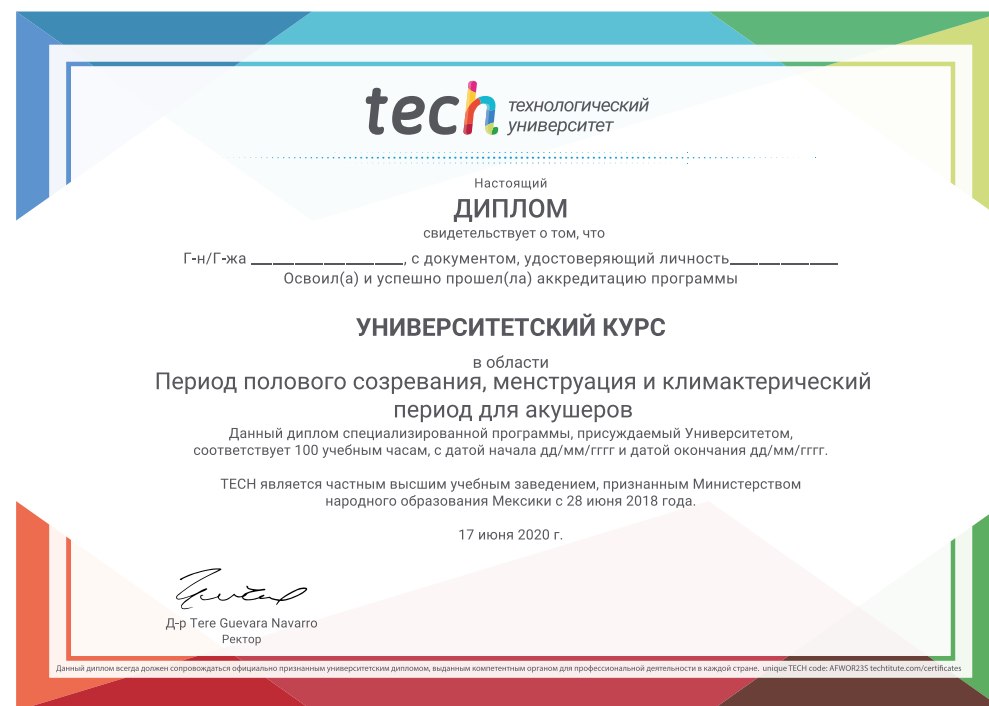 tech технологический
университет
Настоящий
ДИПЛОМ
свидетельствует о том, что
Г-н/Г-жа _________________, с документом, удостоверяющий личность____________
Освоил(а) и успешно прошел(ла) аккредитацию программы
УНИВЕРСИТЕТСКИЙ КУРС
в области
Период полового созревания, менструация и климактерический
период для акушеров
Данный диплом специализированной программы, присуждаемый Университетом,
соответствует 100 учебным часам, с датой начала дд/мм/гггг и датой окончания дд/мм/гггг.
TECH является частным высшим учебным заведением, признанным Министерством
народного образования Мексики с 28 июня 2018 года.
17 июня 2020 г.
Д-р Tere Guevara Navarro
Ректор
Данный диплом всегда должен сопровождаться официально признанным университетским дипломом, выданным компетентным органом для профессиональной деятельности в каждой стране. unique TECH code: AFWOR23S techtitute.com/certificates